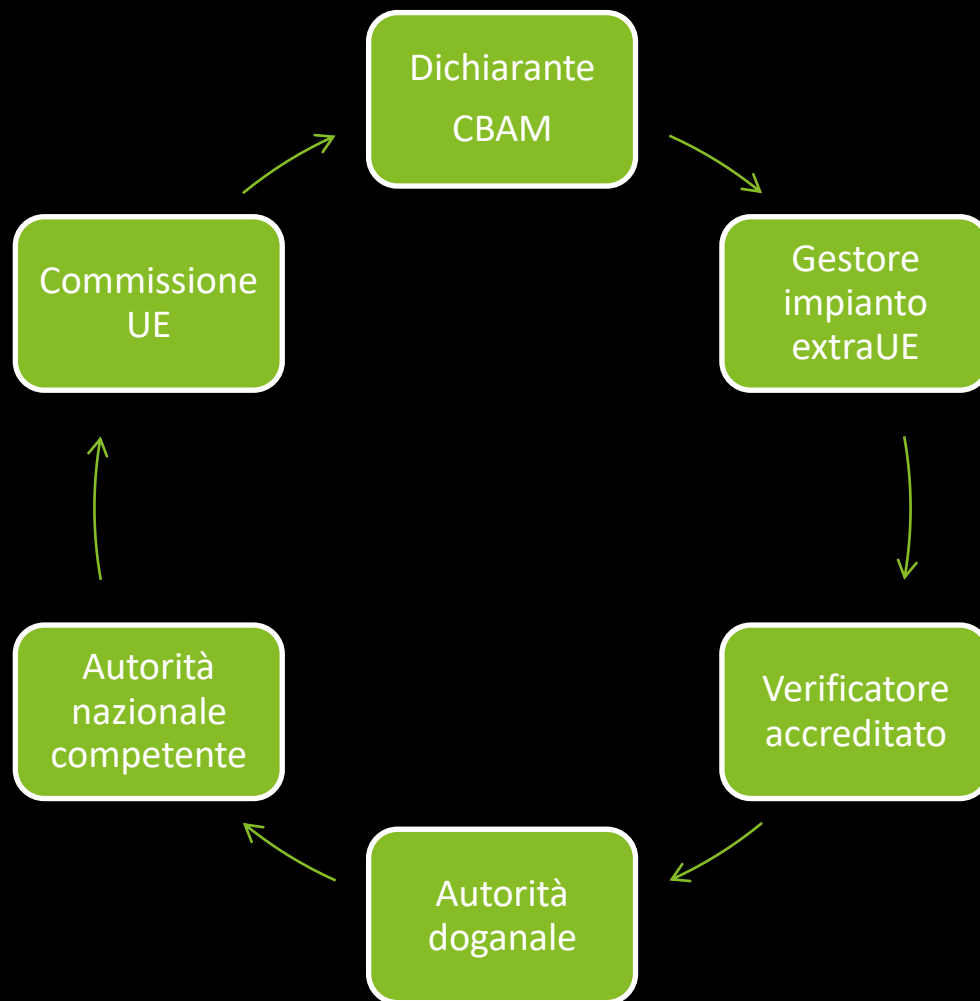 Dichiarante
CBAM
Gestore
impianto
extraUE
Verificatore
accreditato
Autorità
doganale
Autorità
nazionale
competente
Commissione
UE